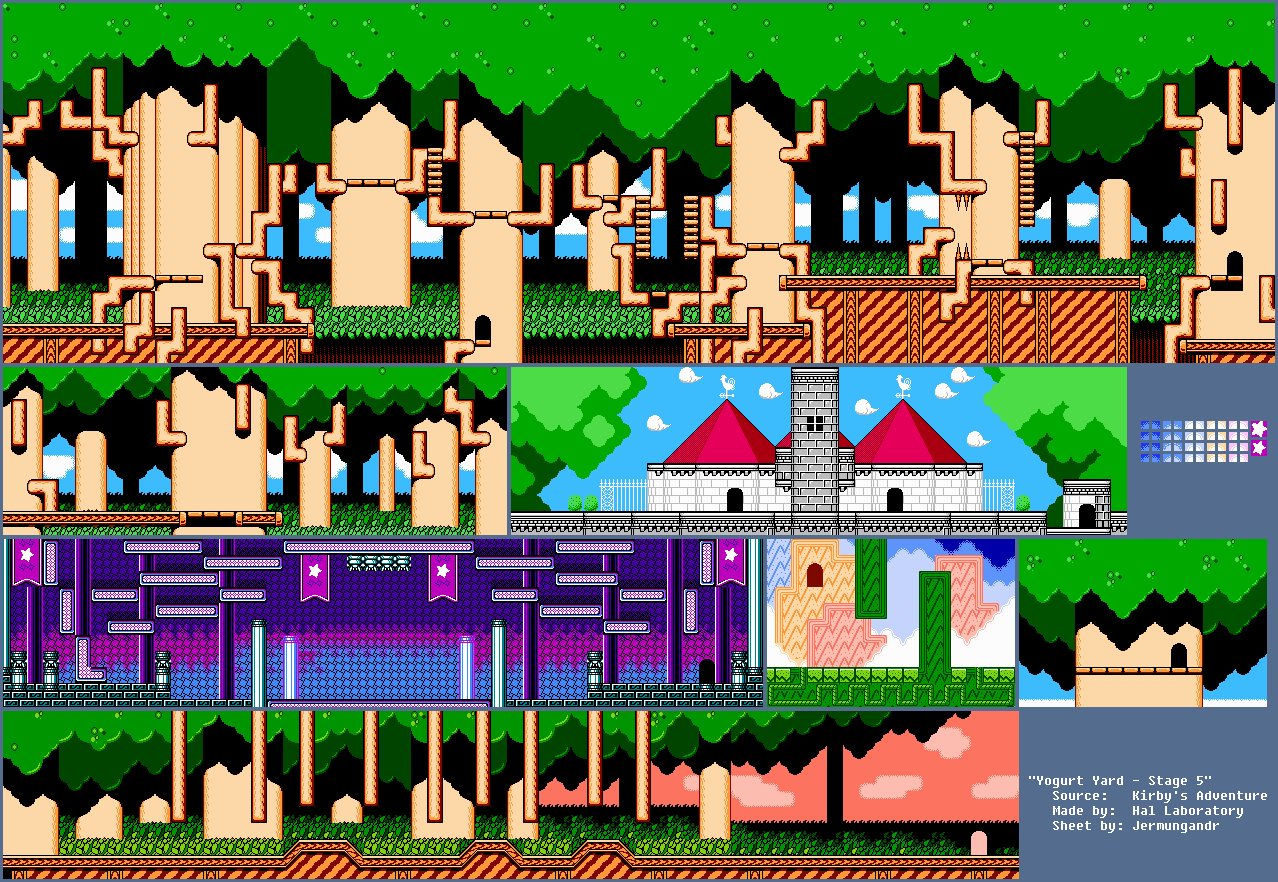 "Yogurt Yard - Stage 5"
Source: Kirby's Adventure
Made by: Hal Laboratory
Sheet by: Jermungandr